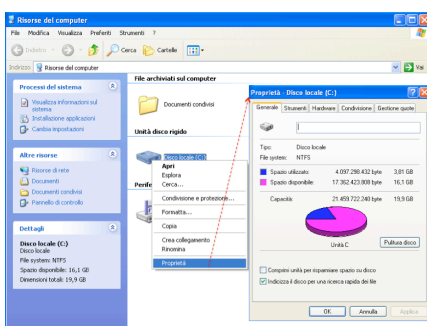 Risorse del computer
File Modifica Visualizza Preferiti Strumenti ?
Indietro Cerca Cartelle
Indirizzo Risorse del computer Vai
Processi del sistema
Visualizza informazioni sul
sistema
Installazione applicazioni
Cambia impostazioni
Altre risorse
Risorse di rete
Documenti
Documenti condivisi
Pannello di controllo
Dettagli
Disco locale (C:)
Disco locale
File system: NTFS
Spazio disponibile: 16,1 GB
Dimensioni totali: 19,9 GB
File archiviati sul computer
Documenti condivisi
Unità disco rigido
Disco locale (C:)
Perife
Apri
Esplora
Cerca...
Condivisione e protezione...
Formatta...
Copia
Crea collegamento
Rinomina
Proprietà
Proprietà - Disco locale (C:)
Generale Strumenti Hardware Condivisione Gestione quote
Tipo: Disco locale
File system: NTFS
Spazio utilizzato: 4.097.298.432 byte 3,81 GB
Spazio disponibile: 17.362.423.808 byte 16,1 GB
Capacità: 21.459.722.240 byte 19,9 GB
Unità C
Pulitura disco
Comprimi unità per risparmiare spazio su disco
Indicizza il disco per una ricerca rapida dei file
OK Annulla Applica